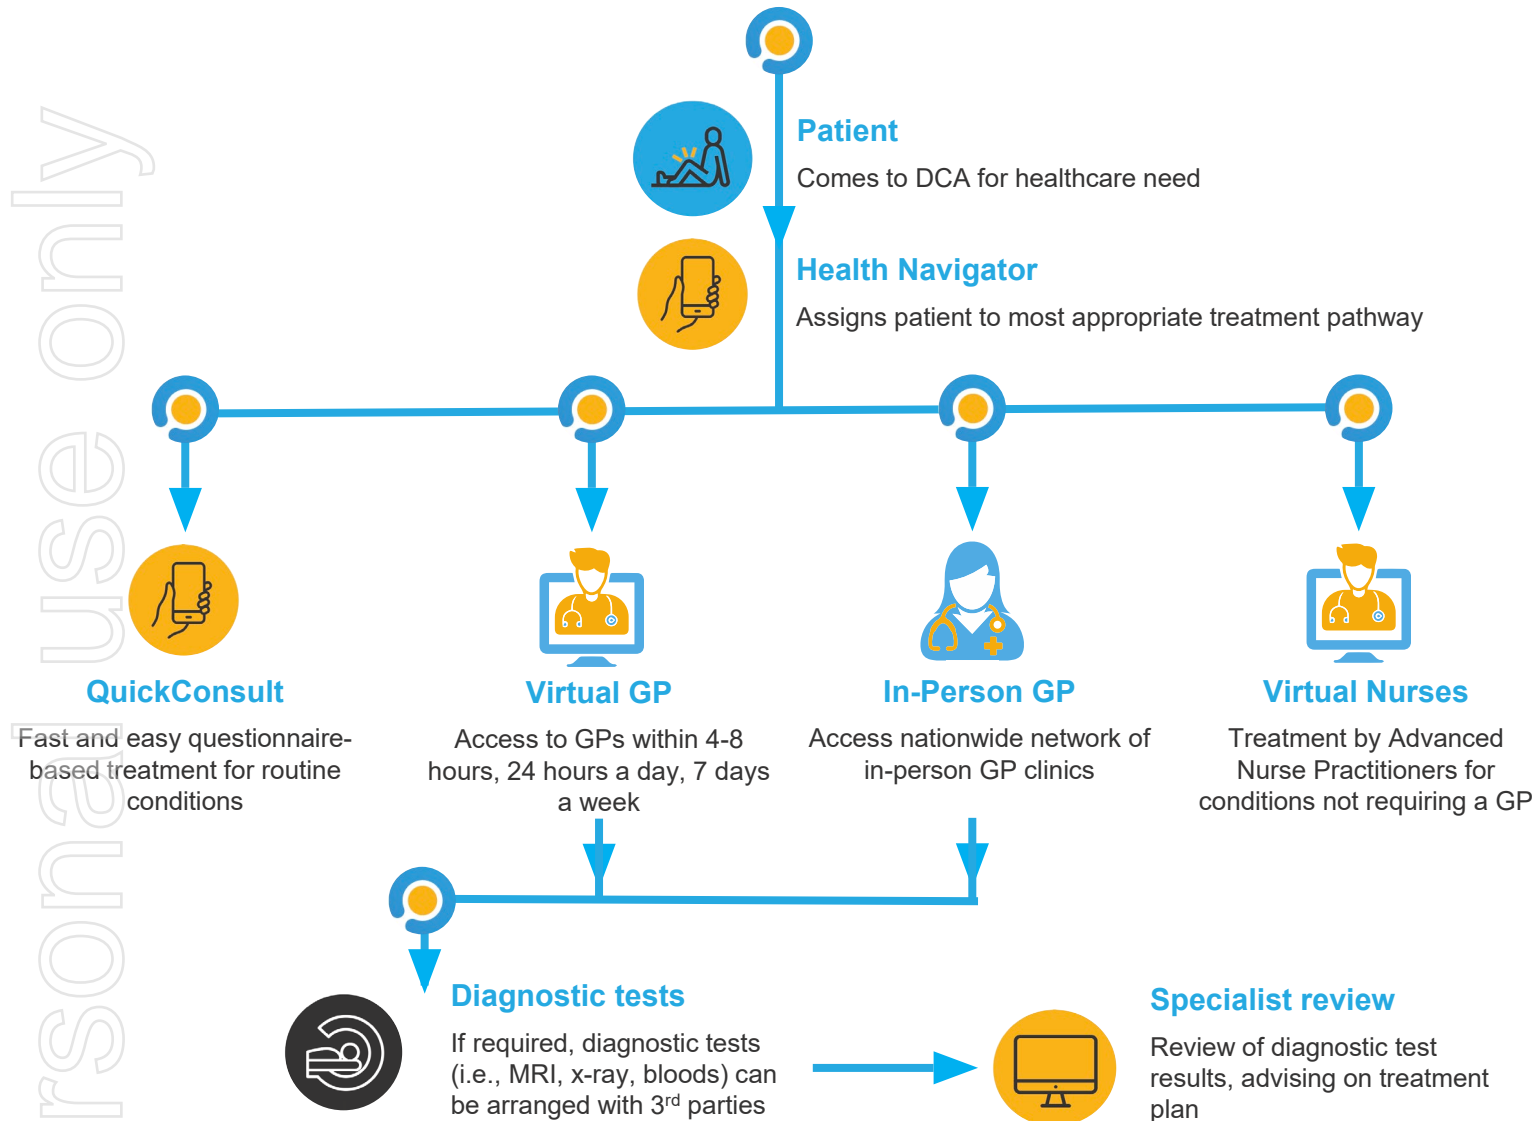 Patient
Comes to DCA for healthcare need
Health Navigator
Assigns patient to most appropriate treatment pathway
QuickConsult
Fast and easy questionnaire-
based treatment for routine
conditions
Virtual GP
Access to GPs within 4-8
hours, 24 hours a day, 7 days
a week
In-Person GP
Access nationwide network of
in-person GP clinics
Virtual Nurses
Treatment by Advanced
Nurse Practitioners for
conditions not requiring a GP
Diagnostic tests
If required, diagnostic tests
(i.e., MRI, x-ray, bloods) can
be arranged with 3rd parties
Specialist review
Review of diagnostic test
results, advising on treatment
plan
rsonal use only